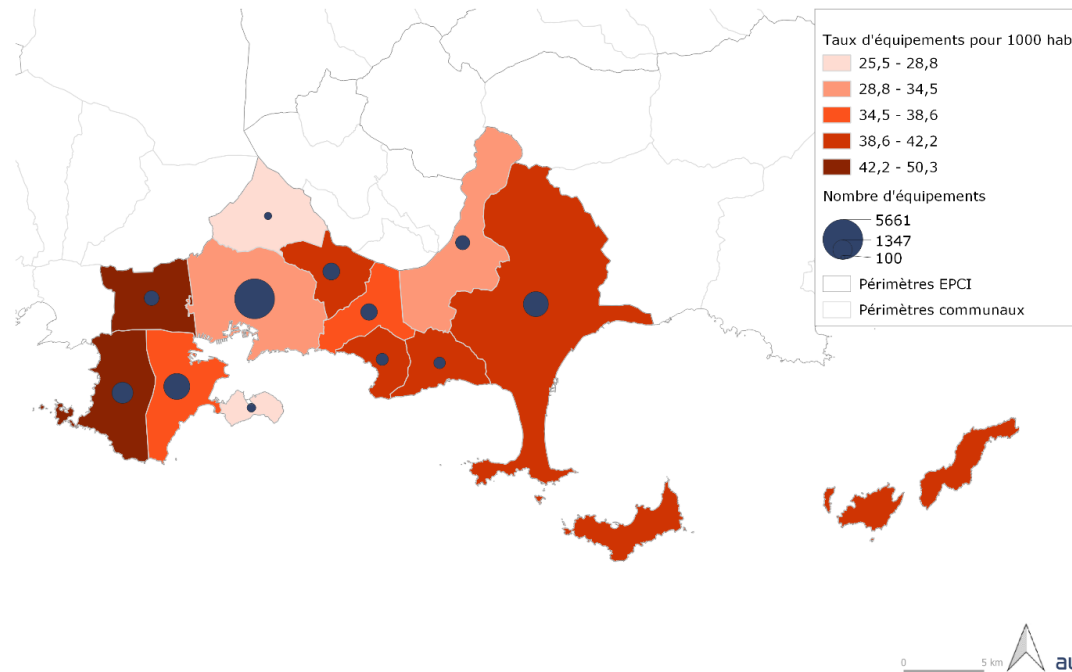 Taux d'équipements pour 1000 hab
25,5 - 28,8
28,8 - 34,5
34,5 - 38,6
38,6 - 42,2
42,2 - 50,3
Nombre d'équipements
5661
1347
100
Périmètres EPCI
Périmètres communaux
0 5 km
au